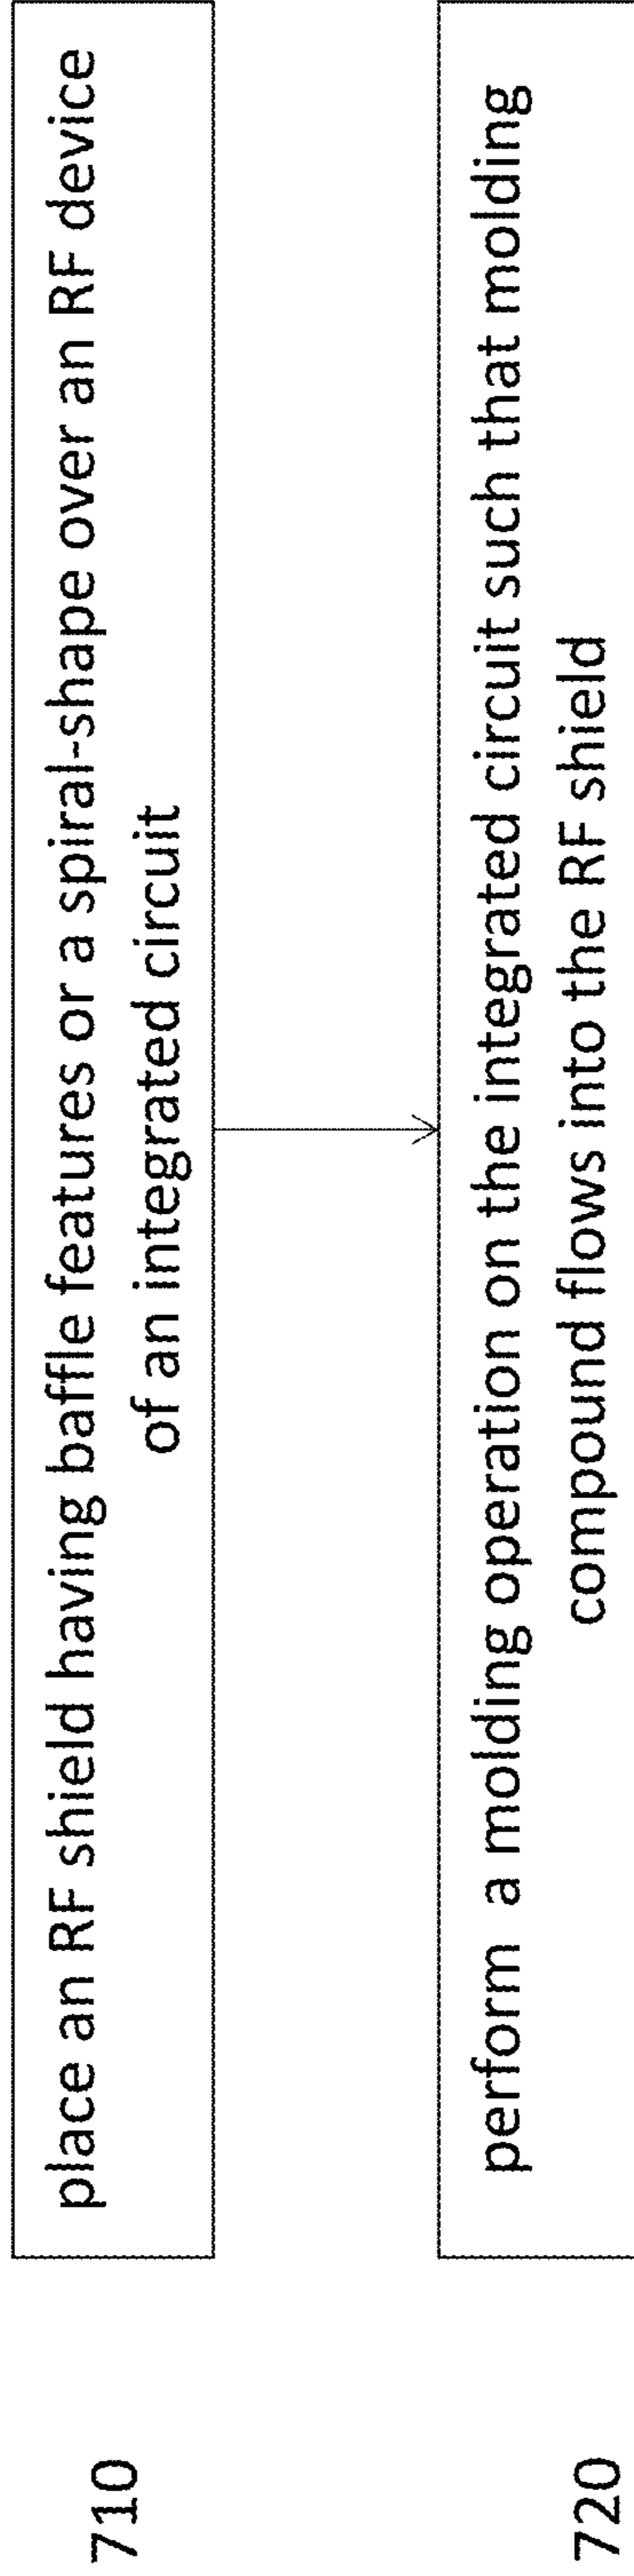 710
place an RF shield having baffle features or a spiral-shape over an RF device
of an integrated circuit
720
perform a molding operation on the integrated circuit such that molding
compound flows into the RF shield